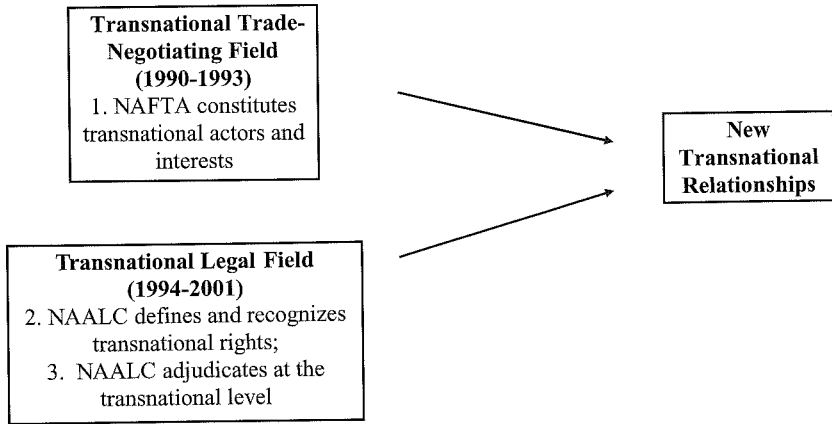 Transnational Trade-
Negotiating Field
(1990-1993)
1. NAFTA constitutes
transnational actors and
interests
New
Transnational
Relationships
Transnational Legal Field
(1994-2001)
2. NAALC defines and recognizes
transnational rights;
3. NAALC adjudicates at the
transnational level